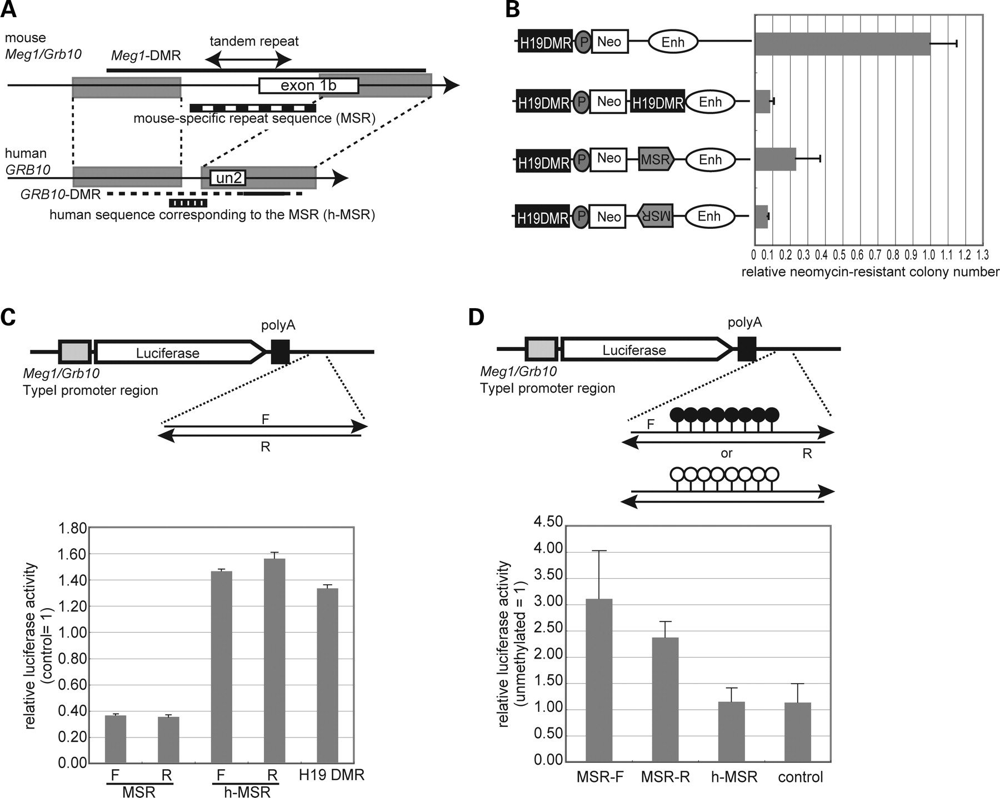 A
mouse
Meg1/Grb10
Meg1-DMR
tandem repeat
exon 1b
mouse-specific repeat sequence (MSR)
human
GRB10
un2
GRB10-DMR
human sequence corresponding to the MSR (h-MSR)
B
H19DMR P Neo Enh
H19DMR P Neo H19DMR Enh
H19DMR P Neo MSR Enh
H19DMR P Neo MSR Enh
0 0.1 0.2 0.3 0.4 0.5 0.6 0.7 0.8 0.9 1.0 1.1 1.2 1.3
relative neomycin-resistant colony number
C
polyA
Luciferase
Meg1/Grb10
TypeI promoter region
F
R
relative luciferase activity
(control= 1)
1.80
1.60
1.40
1.20
1.00
0.80
0.60
0.40
0.20
0.00
F R F R H19 DMR
MSR h-MSR
D
polyA
Luciferase
Meg1/Grb10
TypeI promoter region
F
R
or
relative luciferase activity
(unmethylated = 1)
4.50
4.00
3.50
3.00
2.50
2.00
1.50
1.00
0.50
0.00
MSR-F MSR-R h-MSR control